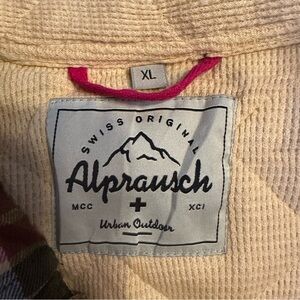 XL
SWISS ORIGINAL
Alprausch
MCC XCI
Urban Outdoor